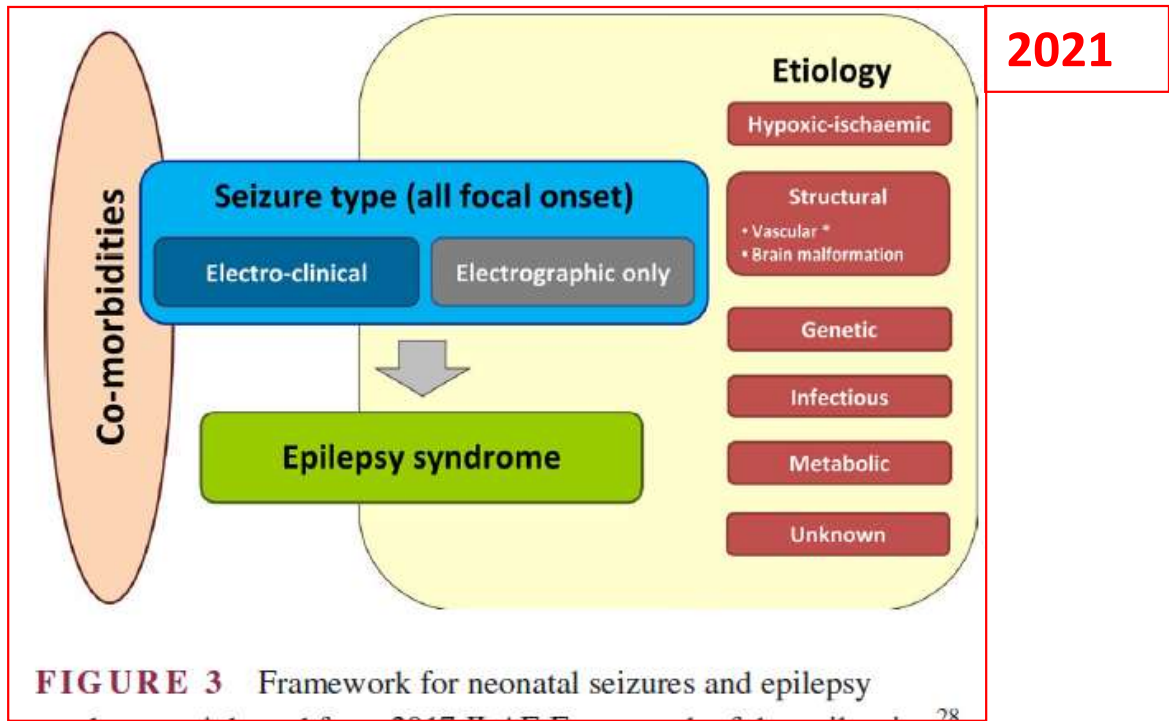 2021
Co-morbidities
Seizure type (all focal onset)
Electro-clinical
Electrographic only
Epilepsy syndrome
Etiology
Hypoxic-ischaemic
Structural
• Vascular *
• Brain malformation
Genetic
Infectious
Metabolic
Unknown
FIGURE 3 Framework for neonatal seizures and epilepsy
28